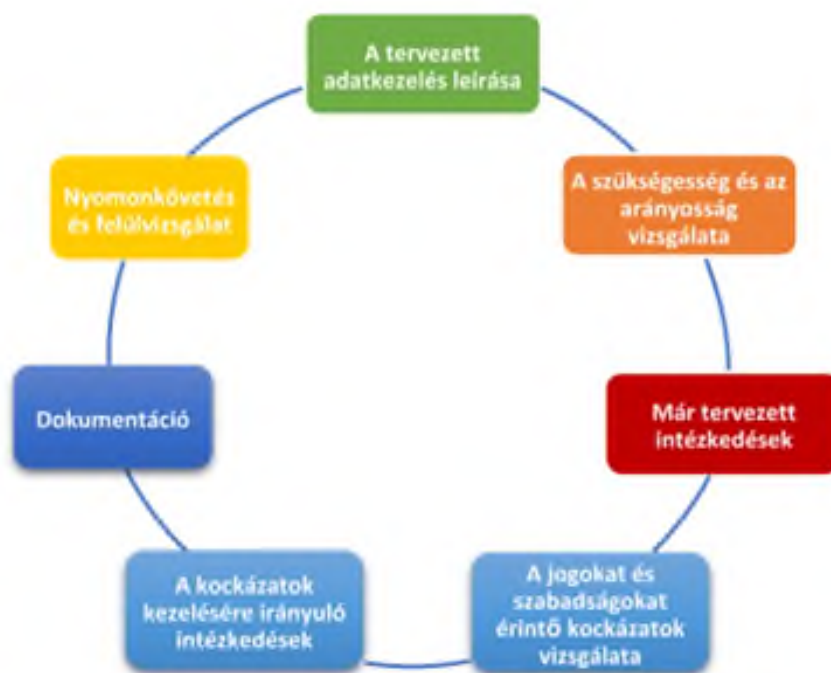 A tervezett
adatkezelés leírása
A szükségesség és az
arányosság
vizsgálata
Már tervezett
intézkedések
A jogokat és
szabadságokat
érintő kockázatok
vizsgálata
A kockázatok
kezelésére irányuló
intézkedések
Dokumentáció
Nyomonkövetés
és felülvizsgálat